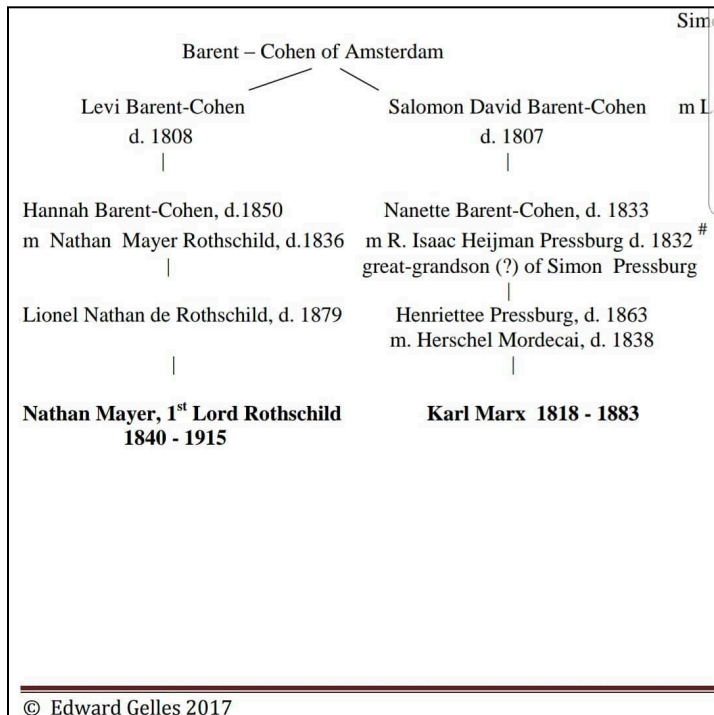 Sim
Barent – Cohen of Amsterdam
Levi Barent-Cohen
d. 1808
Salomon David Barent-Cohen
d. 1807
m L
Hannah Barent-Cohen, d.1850
m Nathan Mayer Rothschild, d.1836
Nanette Barent-Cohen, d. 1833
m R. Isaac Heijman Pressburg d. 1832 #
great-grandson (?) of Simon Pressburg
Lionel Nathan de Rothschild, d. 1879
Henriettee Pressburg, d. 1863
m. Herschel Mordecai, d. 1838
Nathan Mayer, 1st Lord Rothschild
1840 - 1915
Karl Marx 1818 - 1883
© Edward Gelles 2017